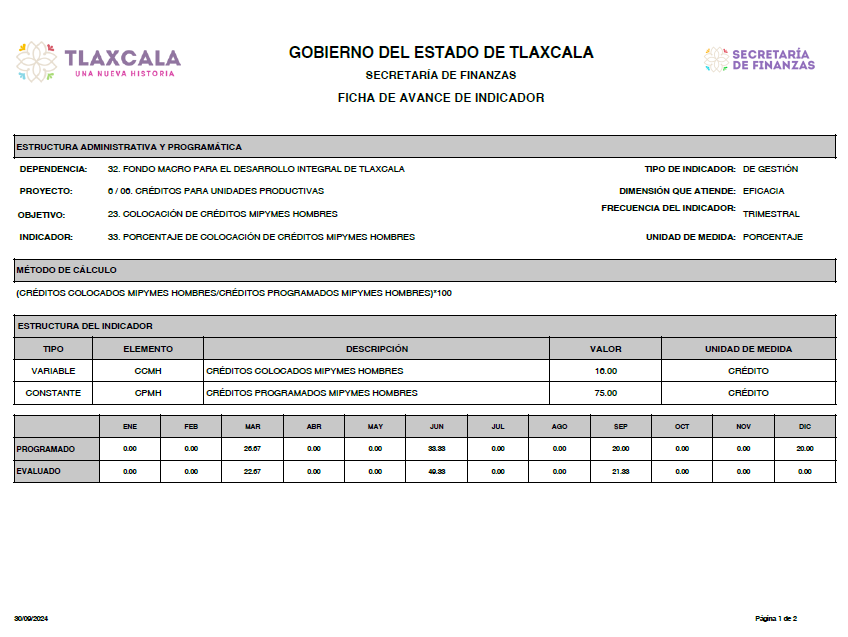 TLAXCALA
UNA NUEVA HISTORIA
GOBIERNO DEL ESTADO DE TLAXCALA
SECRETARÍA DE FINANZAS
FICHA DE AVANCE DE INDICADOR
SECRETARÍA
DE FINANZAS
ESTRUCTURA ADMINISTRATIVA Y PROGRAMÁTICA
DEPENDENCIA: 32. FONDO MACRO PARA EL DESARROLLO INTEGRAL DE TLAXCALA TIPO DE INDICADOR: DE GESTIÓN
PROYECTO: 6 / 06. CRÉDITOS PARA UNIDADES PRODUCTIVAS DIMENSIÓN QUE ATIENDE: EFICACIA
OBJETIVO: 23. COLOCACIÓN DE CRÉDITOS MIPYMES HOMBRES FRECUENCIA DEL INDICADOR: TRIMESTRAL
INDICADOR: 33. PORCENTAJE DE COLOCACIÓN DE CRÉDITOS MIPYMES HOMBRES UNIDAD DE MEDIDA: PORCENTAJE
MÉTODO DE CÁLCULO
(CRÉDITOS COLOCADOS MIPYMES HOMBRES/CRÉDITOS PROGRAMADOS MIPYMES HOMBRES)*100
ESTRUCTURA DEL INDICADOR
TIPO ELEMENTO DESCRIPCIÓN VALOR UNIDAD DE MEDIDA
VARIABLE CCMH CRÉDITOS COLOCADOS MIPYMES HOMBRES 16.00 CRÉDITO
CONSTANTE CPMH CRÉDITOS PROGRAMADOS MIPYMES HOMBRES 75.00 CRÉDITO
ENE FEB MAR ABR MAY JUN JUL AGO SEP OCT NOV DIC
PROGRAMADO 0.00 0.00 26.67 0.00 0.00 33.33 0.00 0.00 20.00 0.00 0.00 20.00
EVALUADO 0.00 0.00 22.67 0.00 0.00 49.33 0.00 0.00 21.33 0.00 0.00 0.00
30/09/2024 Página 1 de 2